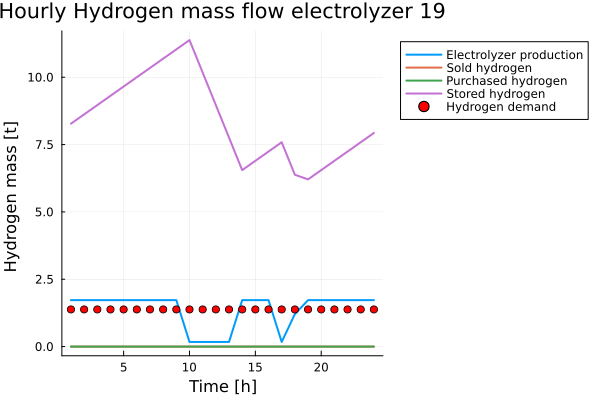 Hourly Hydrogen mass flow electrolyzer 19
Electrolyzer production
Sold hydrogen
Purchased hydrogen
Stored hydrogen
Hydrogen demand
Hydrogen mass [t]
10.0
7.5
5.0
2.5
0.0
5 10 15 20
Time [h]